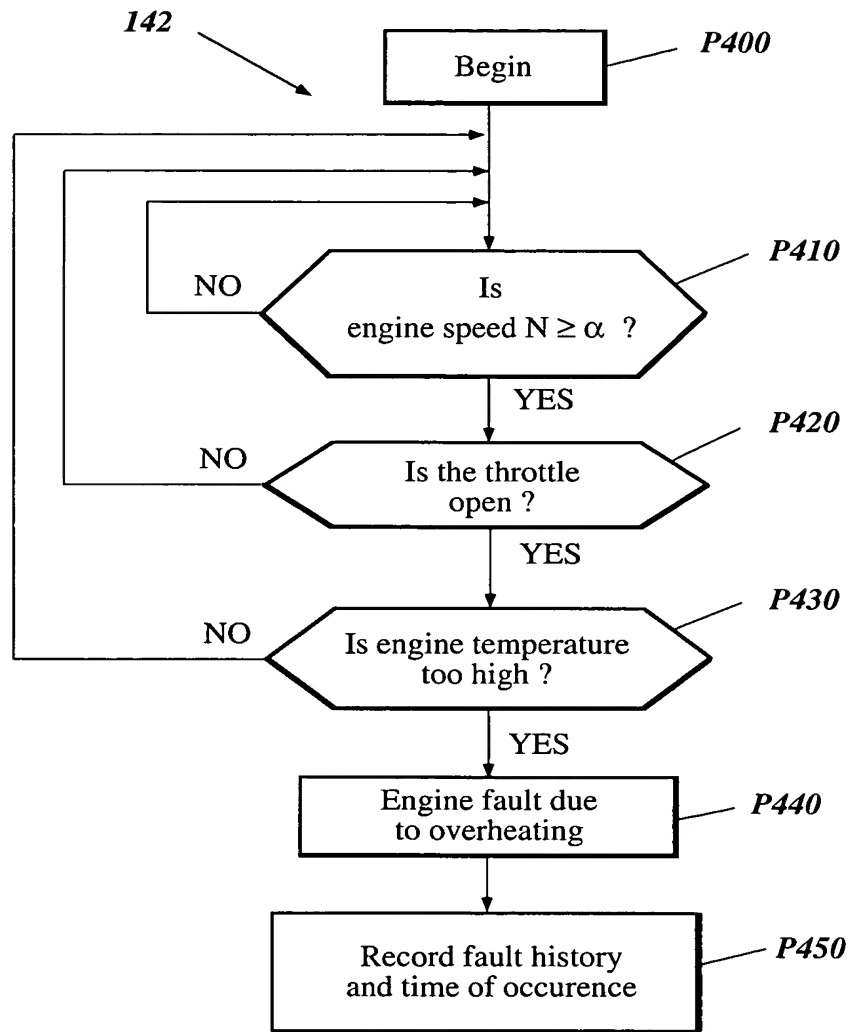 142
P400
Begin
P410
NO
Is
engine speed N ≥ α ?
YES
P420
NO
Is the throttle
open ?
YES
P430
NO
Is engine temperature
too high ?
YES
Engine fault due
to overheating
P440
Record fault history
and time of occurence
P450